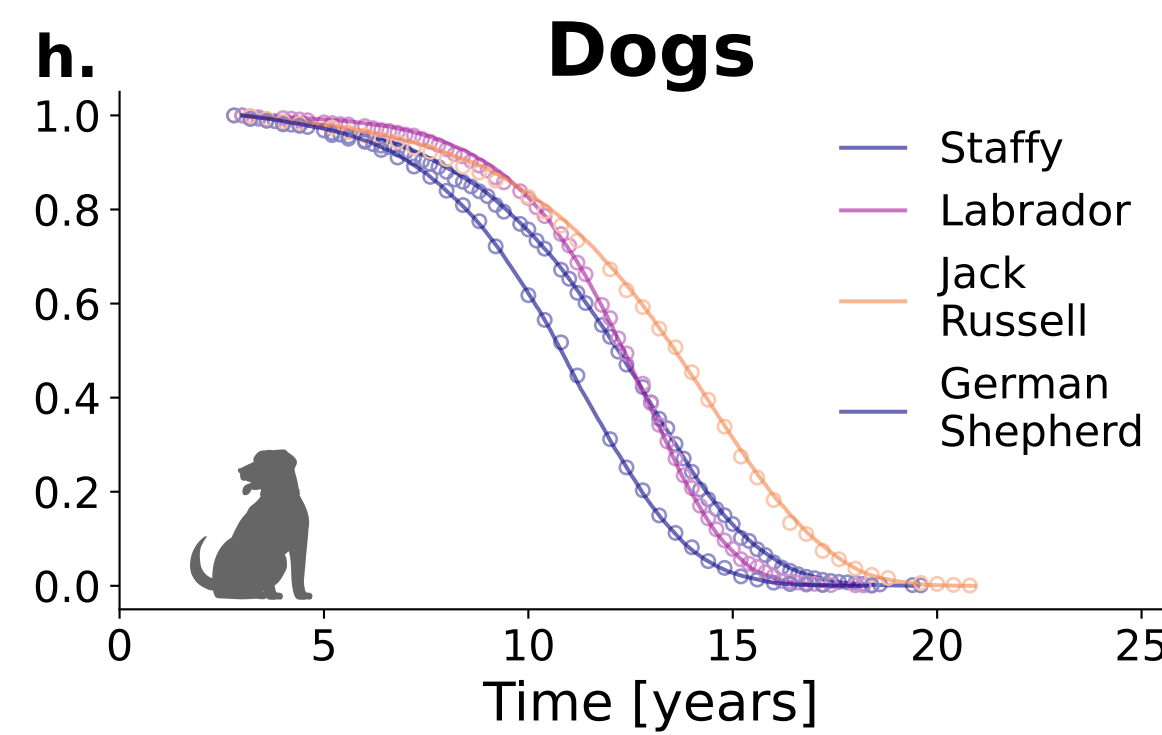 h.
Dogs
1.0
0.8
0.6
0.4
0.2
0.0
Staffy
Labrador
Jack
Russell
German
Shepherd
0 5 10 15 20 25
Time [years]